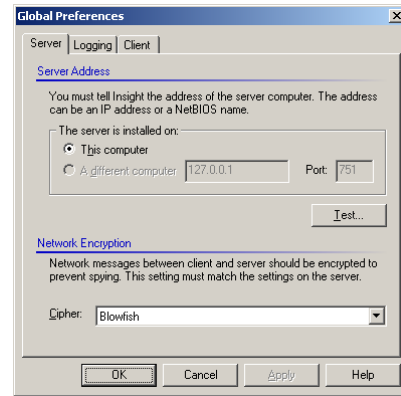 Global Preferences
Server
Logging
Client
Server Address
You must tell Insight the address of the server computer. The address
can be an IP address or a NetBIOS name.
The server is installed on:
This computer
A different computer 127.0.0.1 Port: 751
Test...
Network Encryption
Network messages between client and server should be encrypted to
prevent spying. This setting must match the settings on the server.
Cipher: Blowfish
OK Cancel Apply Help